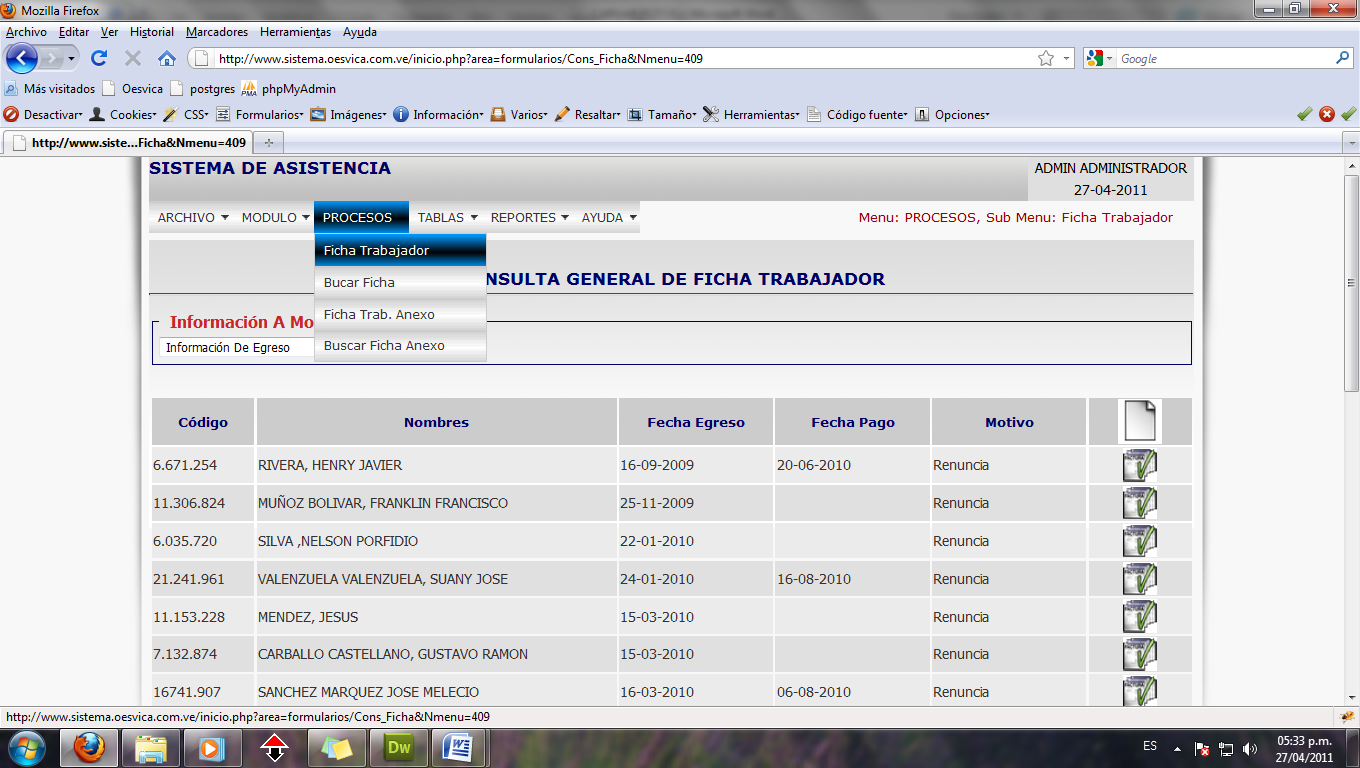 Mozilla Firefox
Archivo Editar Ver Historial Marcadores Herramientas Ayuda
http://www.sistema.oesvica.com.ve/inicio.php?area=formularios/Cons_Ficha&Nmenu=409 Google
Más visitados Oesvica postgres PMA phpMyAdmin
Desactivar Cookies CSS Formularios Imágenes Información Varios Resaltar Tamaño Herramientas Código fuente Opciones
http://www.siste...Ficha&Nmenu=409
SISTEMA DE ASISTENCIA ADMIN ADMINISTRADOR
27-04-2011
ARCHIVO MODULO PROCESOS TABLAS REPORTES AYUDA Menu: PROCESOS, Sub Menu: Ficha Trabajador
Ficha Trabajador
NSULTA GENERAL DE FICHA TRABAJADOR
Bucar Ficha
Ficha Trab. Anexo
Información A Mo
Buscar Ficha Anexo
Información De Egreso
Código Nombres Fecha Egreso Fecha Pago Motivo
6.671.254 RIVERA, HENRY JAVIER 16-09-2009 20-06-2010 Renuncia
11.306.824 MUÑOZ BOLIVAR, FRANKLIN FRANCISCO 25-11-2009 Renuncia
6.035.720 SILVA ,NELSON PORFIDIO 22-01-2010 Renuncia
21.241.961 VALENZUELA VALENZUELA, SUANY JOSE 24-01-2010 16-08-2010 Renuncia
11.153.228 MENDEZ, JESUS 15-03-2010 Renuncia
7.132.874 CARBALLO CASTELLANO, GUSTAVO RAMON 15-03-2010 Renuncia
16741.907 SANCHEZ MARQUEZ JOSE MELECIO 16-03-2010 06-08-2010 Renuncia
http://www.sistema.oesvica.com.ve/inicio.php?area=formularios/Cons_Ficha&Nmenu=409
Dw W ES 05:33 p.m.
27/04/2011